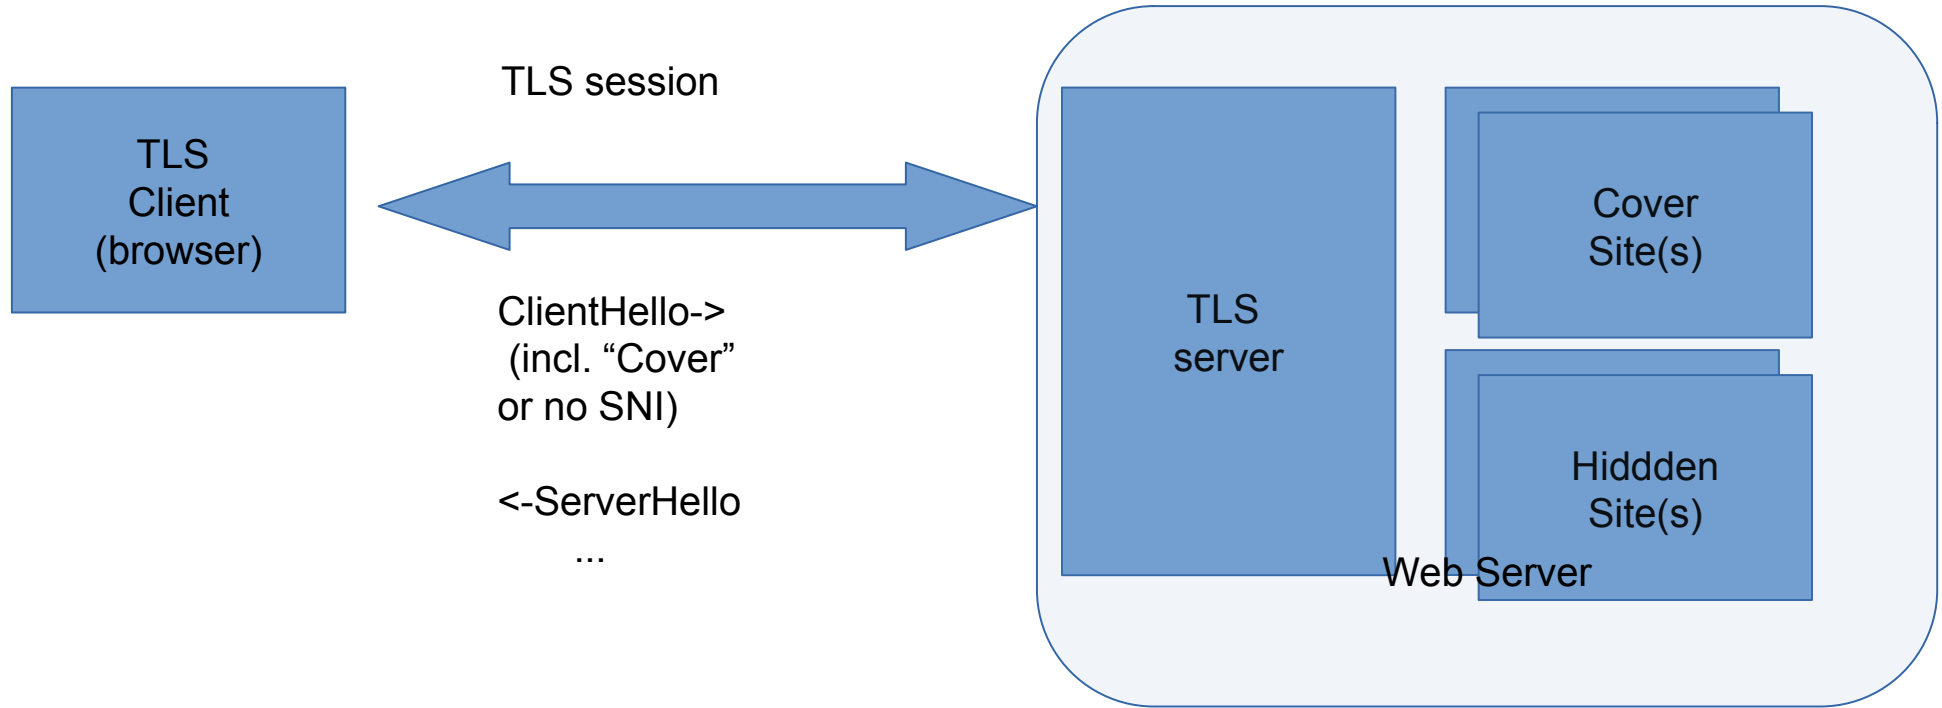 TLS
Client
(browser)
TLS session
ClientHello->
(incl. “Cover”
or no SNI)
<-ServerHello
...
TLS
server
Cover
Site(s)
Hiddden
Site(s)
Web Server